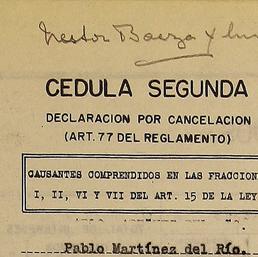 Nestor Baeza y
CEDULA SEGUNDA
DECLARACION POR CANCELACION
(ART. 77 DEL REGLAMENTO)
CAUSANTES COMPRENDIDOS EN LAS FRACCION
I, II, VI Y VII DEL ART. 15 DE LA LEY
Pablo Martínez del Río.